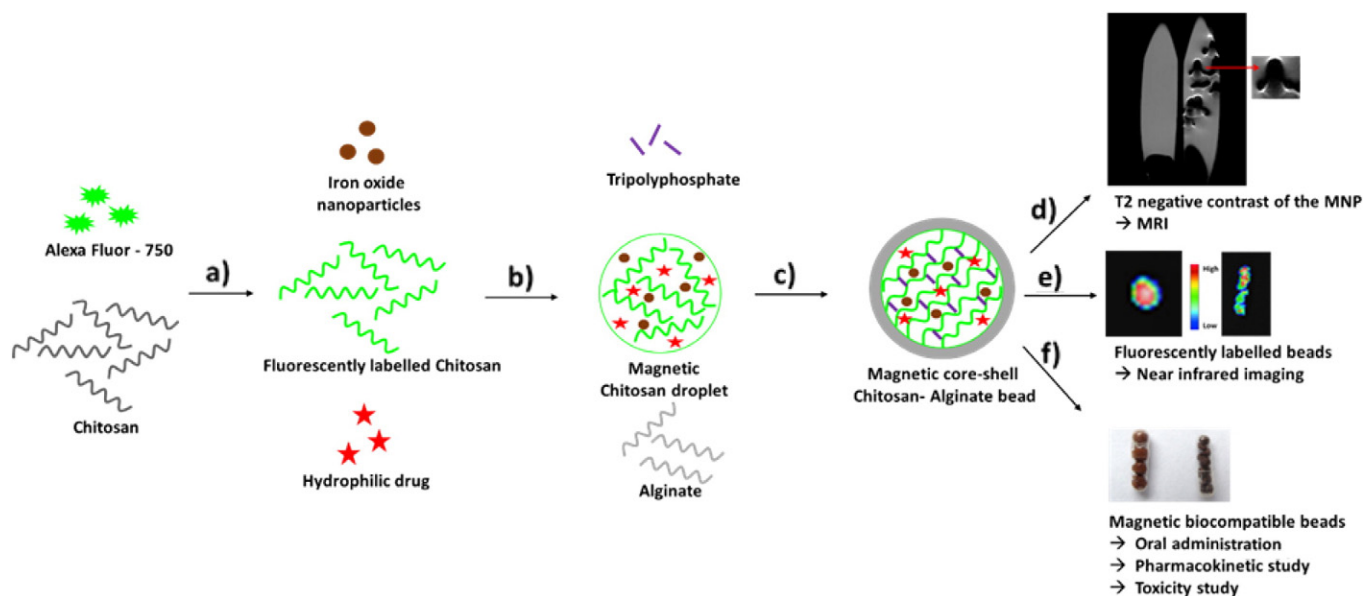 Alexa Fluor - 750
Chitosan
a)
Iron oxide
nanoparticles
Fluorescently labelled Chitosan
Hydrophilic drug
b)
Tripolyphosphate
Magnetic
Chitosan droplet
Alginate
c)
Magnetic core-shell
Chitosan- Alginate bead
d)
T2 negative contrast of the MNP
→ MRI
e)
High
Low
Fluorescently labelled beads
→ Near infrared imaging
f)
Magnetic biocompatible beads
→ Oral administration
→ Pharmacokinetic study
→ Toxicity study